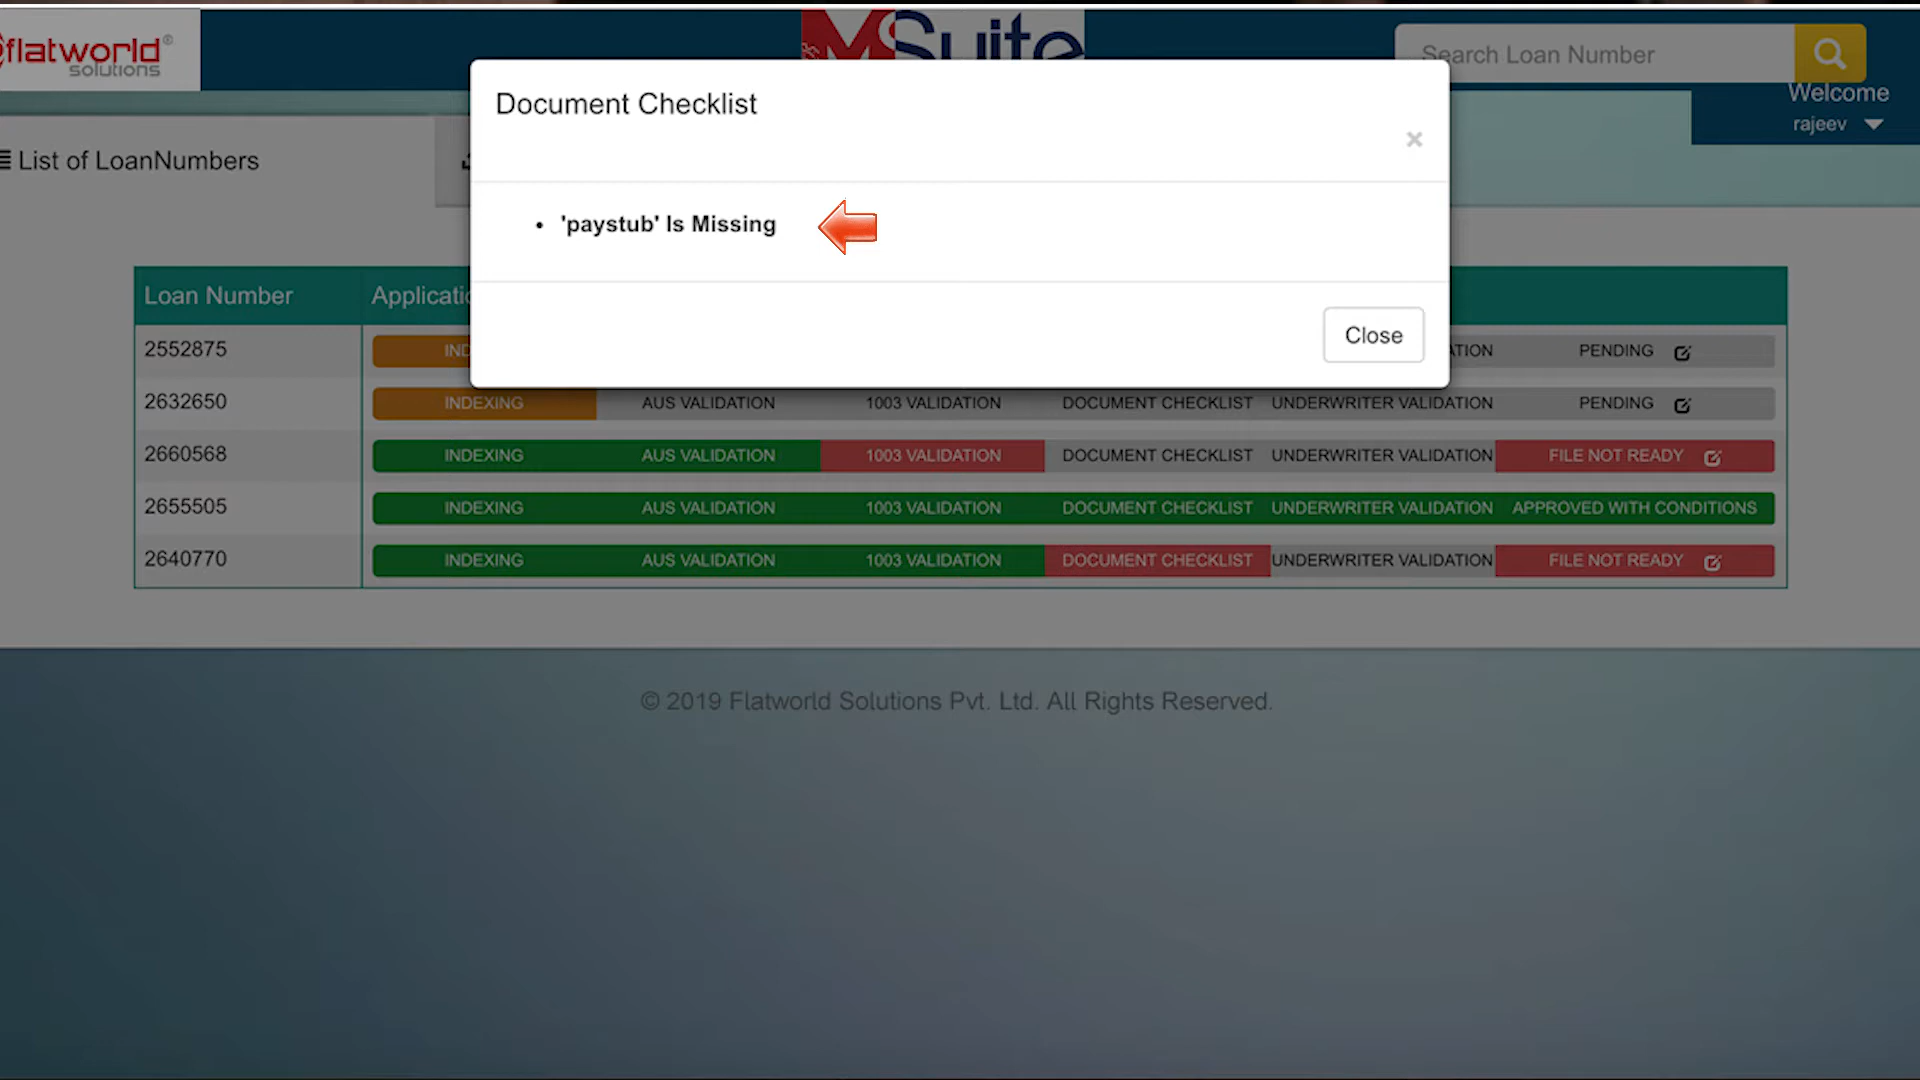 flatworld®
solutions
MSuite
Search Loan Number
Welcome
rajeev
Document Checklist
×
List of LoanNumbers
• 'paystub' Is Missing
Close
Loan Number
2552875 PENDING
2632650 INDEXING AUS VALIDATION 1003 VALIDATION DOCUMENT CHECKLIST UNDERWRITER VALIDATION PENDING
2660568 INDEXING AUS VALIDATION 1003 VALIDATION DOCUMENT CHECKLIST UNDERWRITER VALIDATION FILE NOT READY
2655505 INDEXING AUS VALIDATION 1003 VALIDATION DOCUMENT CHECKLIST UNDERWRITER VALIDATION APPROVED WITH CONDITIONS
2640770 INDEXING AUS VALIDATION 1003 VALIDATION DOCUMENT CHECKLIST UNDERWRITER VALIDATION FILE NOT READY
© 2019 Flatworld Solutions Pvt. Ltd. All Rights Reserved.